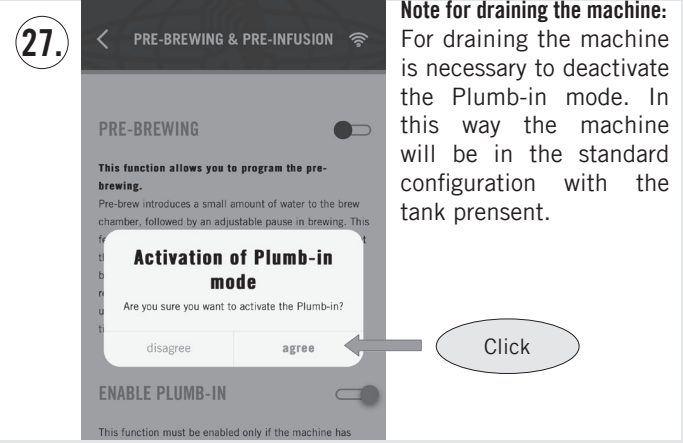 27.
PRE-BREWING & PRE-INFUSION
PRE-BREWING
This function allows you to program the pre-
brewing.
Pre-brew introduces a small amount of water to the brew
chamber, followed by an adjustable pause in brewing. This
Activation of Plumb-in
mode
Are you sure you want to activate the Plumb-in?
disagree agree
ENABLE PLUMB-IN
This function must be enabled only if the machine has
Note for draining the machine:
For draining the machine
is necessary to deactivate
the Plumb-in mode. In
this way the machine
will be in the standard
configuration with the
tank prensent.
Click